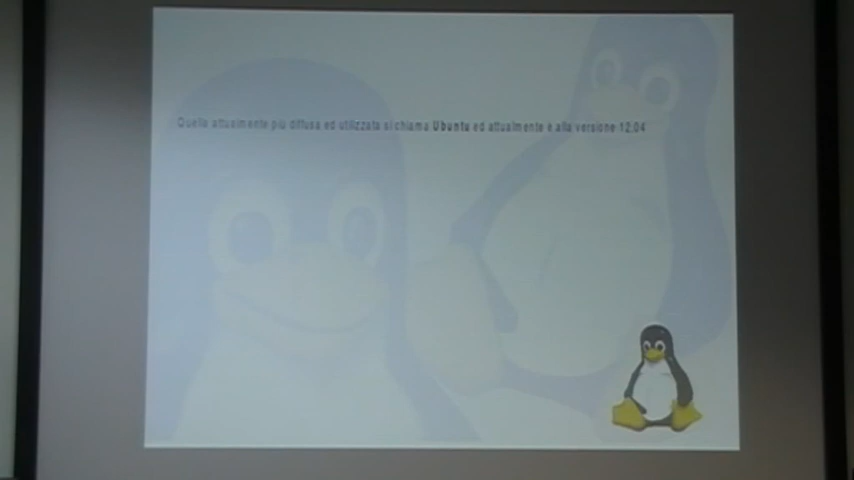 Quella attualmente più diffusa ed utilizzata si chiama Ubuntu ed attualmente è alla versione 12.04